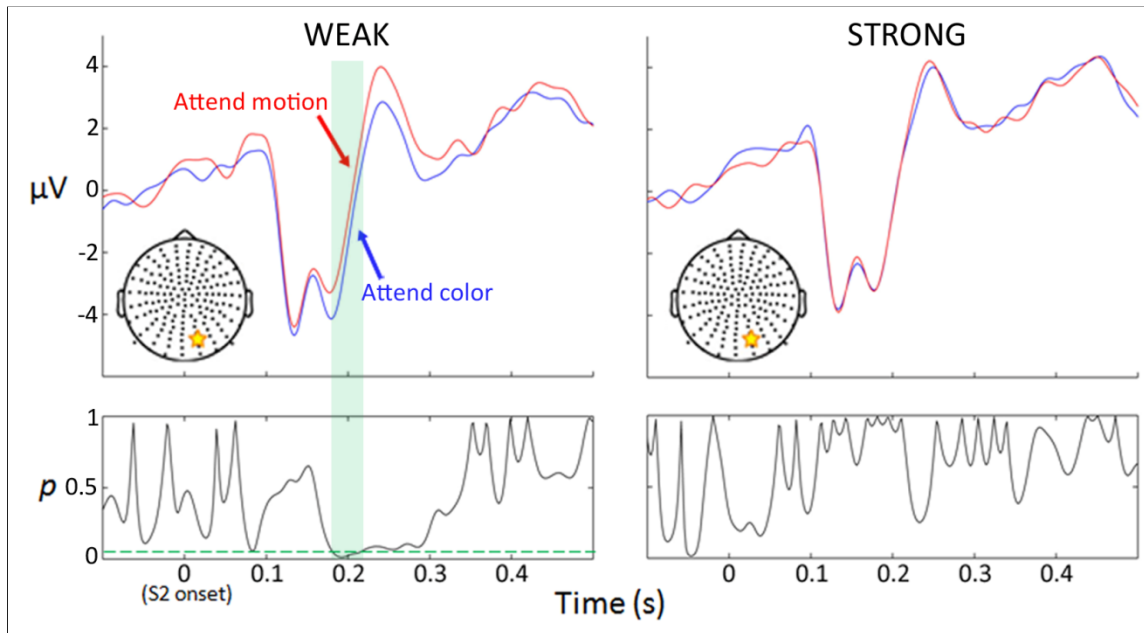 WEAK
STRONG
4
2
0
-2
-4
μV
Attend motion
Attend color
1
0.5
0
p
0
0.1
0.2
0.3
0.4
(S2 onset)
0
0.1
0.2
0.3
0.4
Time (s)